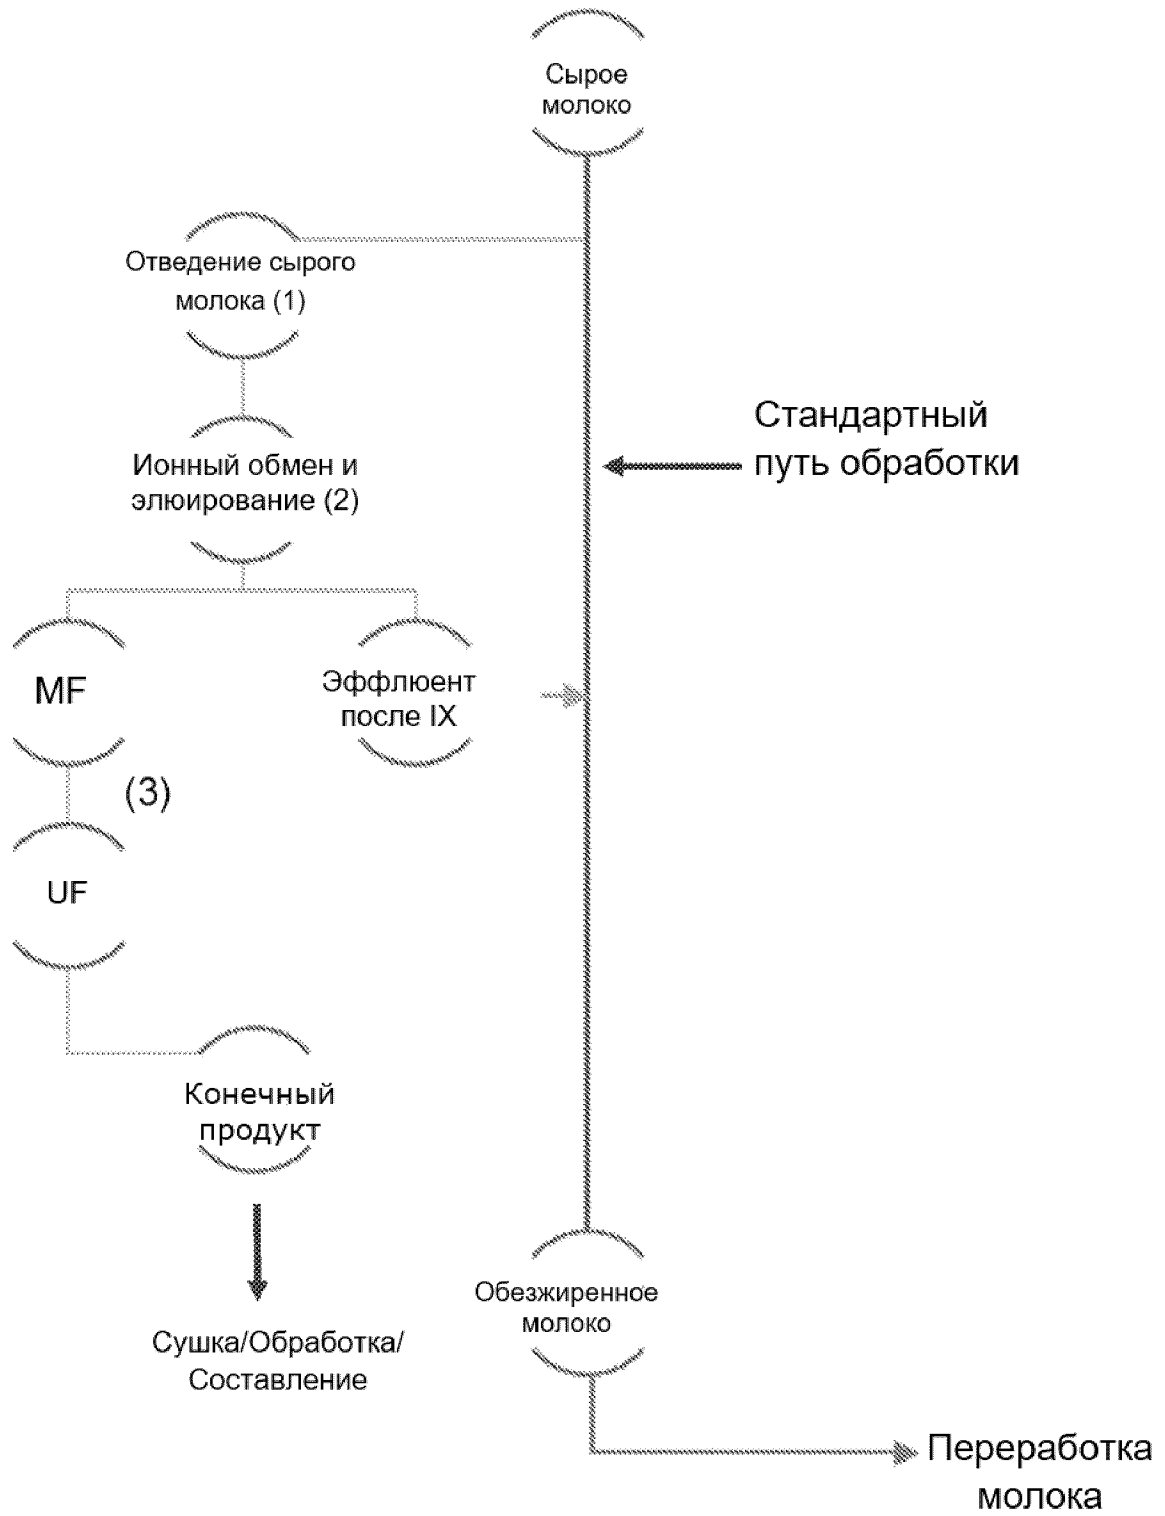 Сырое
молоко
Отведение сырого
молока (1)
Стандартный
путь обработки
Ионный обмен и
элюирование (2)
MF
Эффлюент
после IX
(3)
UF
Конечный
продукт
Обезжиренное
молоко
Сушка/Обработка/
Составление
Переработка
молока